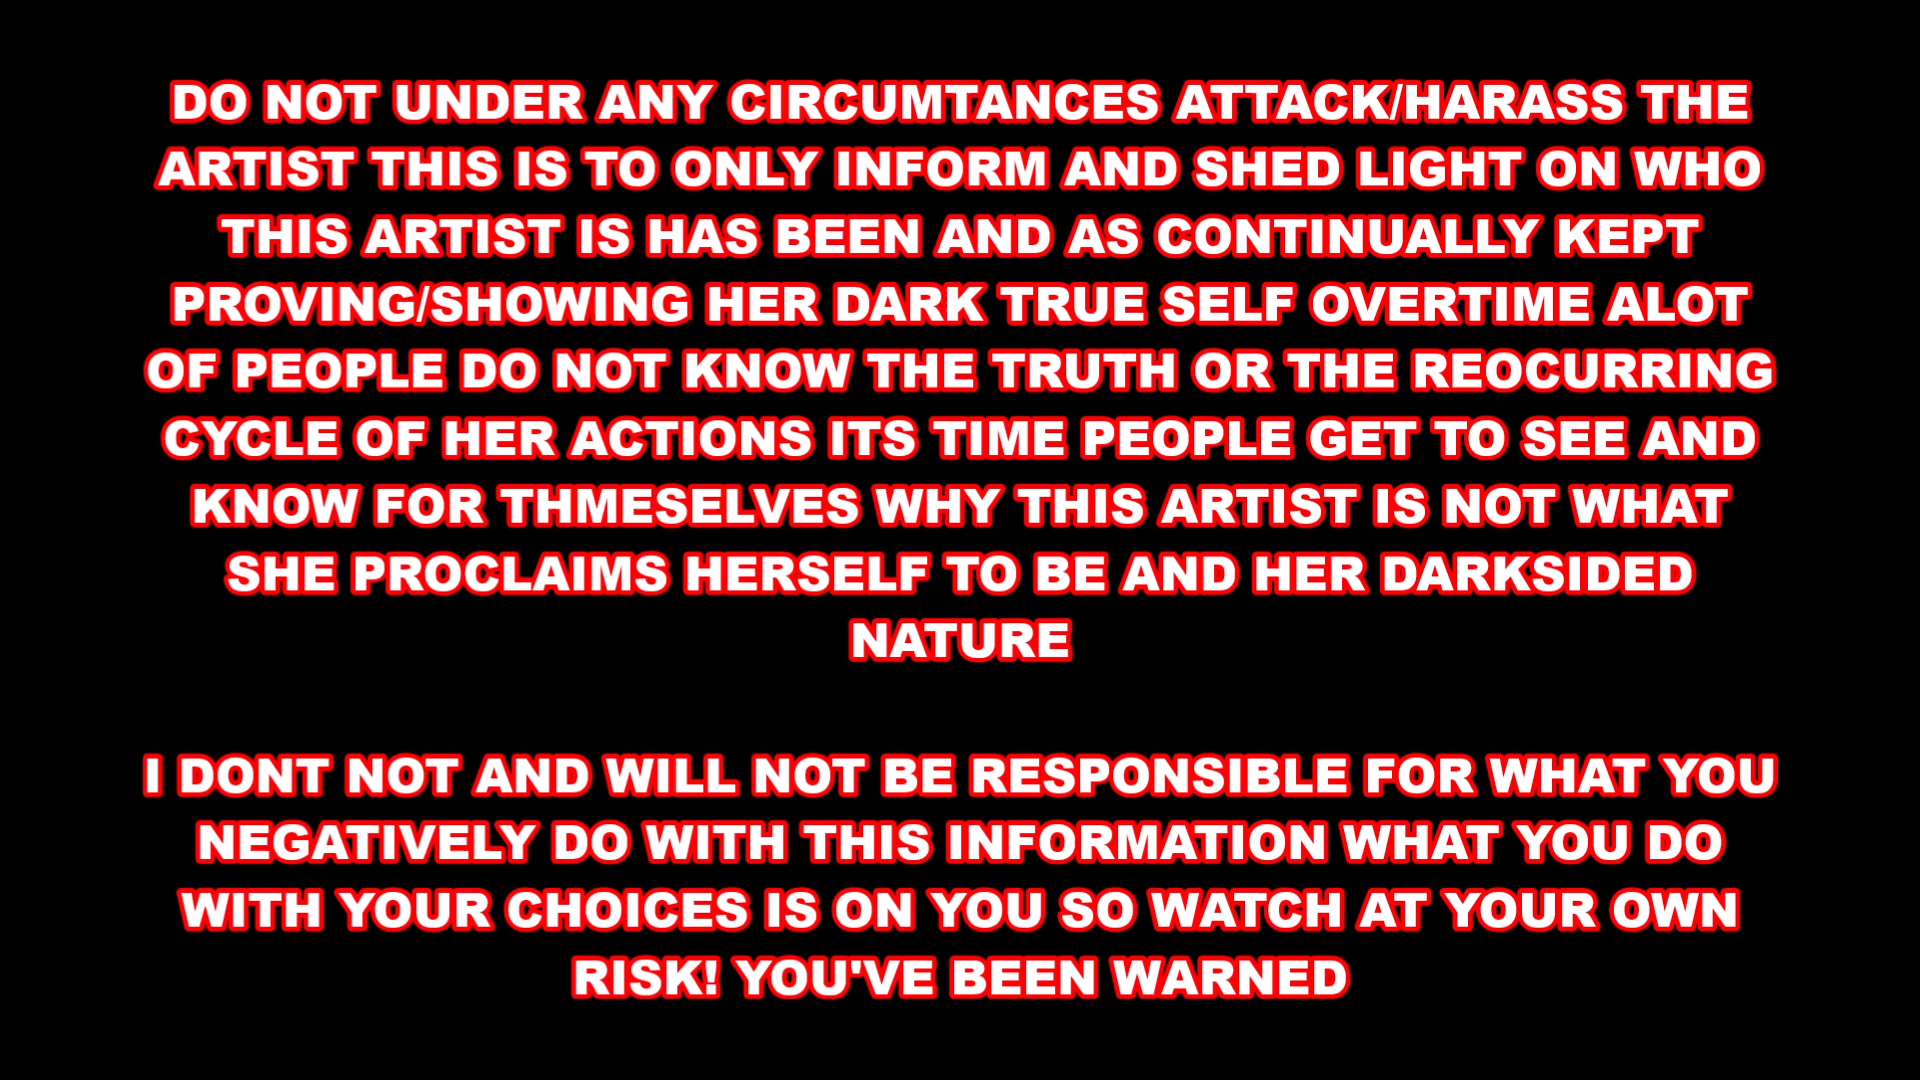 DO NOT UNDER ANY CIRCUMTANCES ATTACK/HARASS THE
ARTIST THIS IS TO ONLY INFORM AND SHED LIGHT ON WHO
THIS ARTIST IS HAS BEEN AND AS CONTINUALLY KEPT
PROVING/SHOWING HER DARK TRUE SELF OVERTIME ALOT
OF PEOPLE DO NOT KNOW THE TRUTH OR THE REOCURRING
CYCLE OF HER ACTIONS ITS TIME PEOPLE GET TO SEE AND
KNOW FOR THMESELVES WHY THIS ARTIST IS NOT WHAT
SHE PROCLAIMS HERSELF TO BE AND HER DARKSIDED
NATURE
I DONT NOT AND WILL NOT BE RESPONSIBLE FOR WHAT YOU
NEGATIVELY DO WITH THIS INFORMATION WHAT YOU DO
WITH YOUR CHOICES IS ON YOU SO WATCH AT YOUR OWN
RISK! YOU'VE BEEN WARNED